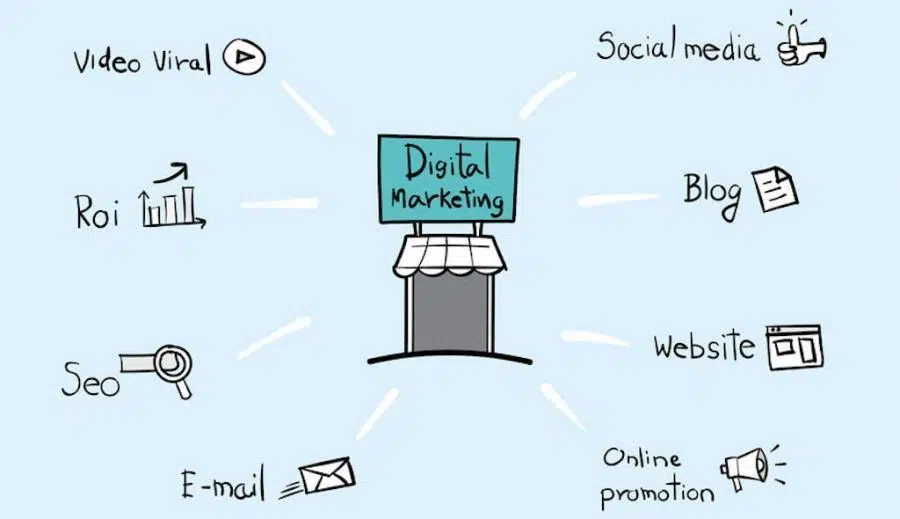 Video Viral
Social media
Digital
Marketing
Roi
Blog
Seo
Website
E-mail
Online
promotion